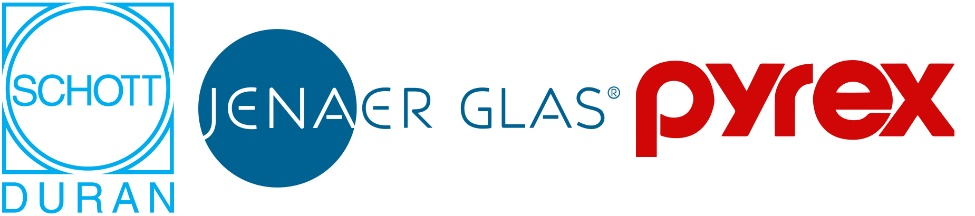 SCHOTT
DURAN
JENAER GLAS®
pyrex